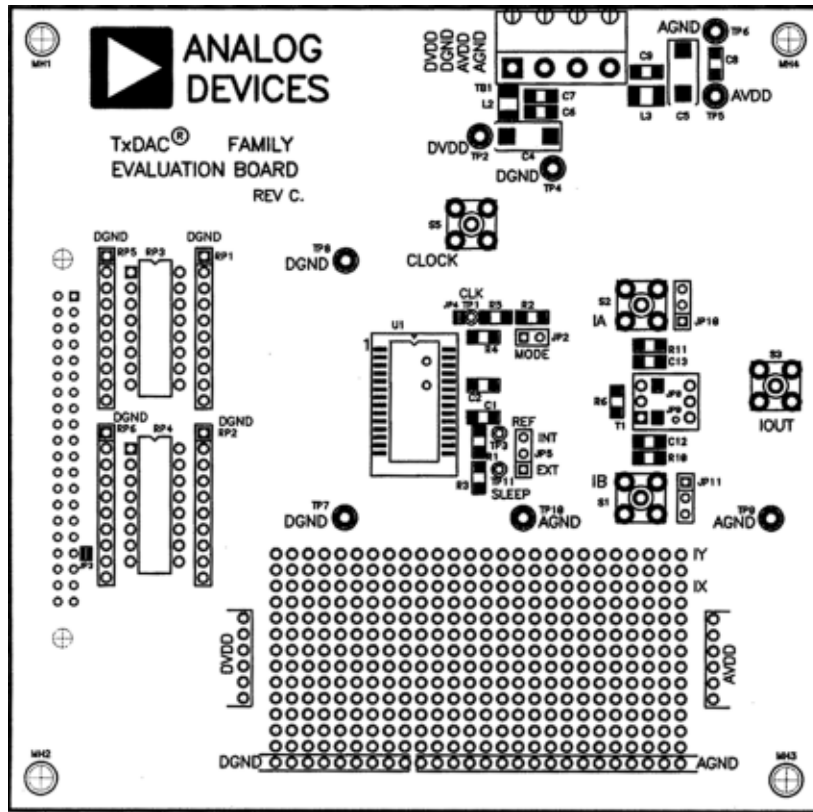 ANALOG
DEVICES
TxDAC® FAMILY
EVALUATION BOARD
REV C.
MH1
DVDD
DGND
AVDD
AGND
TB1
L2
C7
C6
C9
L3
C5
AGND
TP6
C8
TP5
AVDD
MH4
DVDD
TP2
C4
DGND
TP4
S5
CLOCK
TP8
DGND
DGND
RP5
RP3
DGND
RP1
CLK
JP4
TP1
R5
R2
U1
1
R4
JP2
MODE
C2
C1
REF
INT
JP5
EXT
R1
TP3
R3
TP11
SLEEP
S2
IA
JP10
R11
C13
R6
JP8
JP9
T1
C12
R10
S3
IOUT
IB
S1
JP11
DGND
RP6
RP4
DGND
RP2
JP3
TP7
DGND
TP10
AGND
TP9
AGND
IY
IX
DVDD
AVDD
DGND
AGND
MH2
MH3